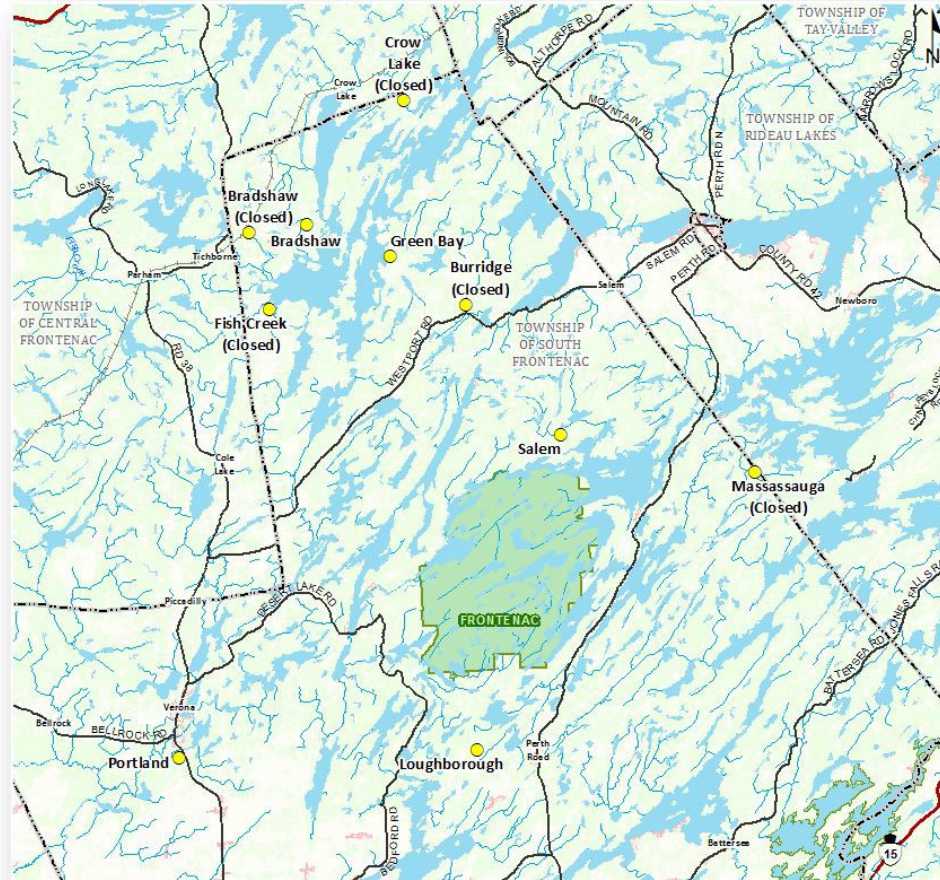 TOWNSHIP OF
TAY-VALLEY
Crow
Lake
(Closed)
Crow
Lake
ALTHORPE RD
NARROWS LOCK RD
N
MOUNTAIN RD
PERTH RD N
TOWNSHIP OF
RIDEAU LAKES
Bradshaw
(Closed)
Bradshaw
Tichborne
Parham
Green Bay
Burridge
(Closed)
SALEM RD
PERTH RD
COUNTY RD 42
Salem
Newboro
TOWNSHIP
OF CENTRAL
FRONTENAC
Fish Creek
(Closed)
WESTPORT RD
TOWNSHIP
OF SOUTH
FRONTENAC
RD 38
Salem
Cole
Lake
Massassauga
(Closed)
Piccadilly
DESERT LAKE RD
FRONTENAC
JONES FALLS RD
BATTERSEA RD
Verona
Bellrock
BELLROCK RD
Portland
Loughborough
Perth
Road
BEDFORD RD
Battersea
15